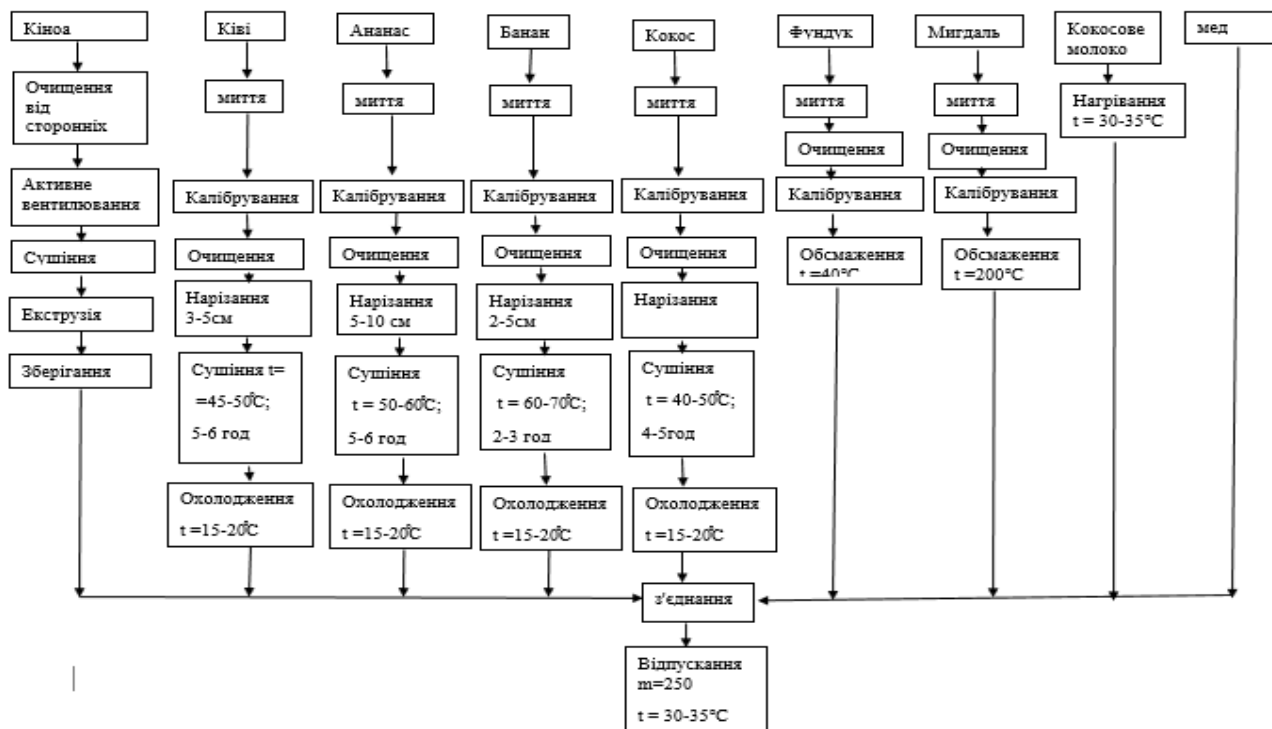 Кіноа
Очищення
від
сторонніх
Активне
вентилювання
Сушіння
Екструзія
Зберігання
Ківі
миття
Калібрування
Очищення
Нарізання
3-5см
Сушіння t=
=45-50°C;
5-6 год
Охолодження
t =15-20°C
Ананас
миття
Калібрування
Очищення
Нарізання
5-10 см
Сушіння
t = 50-60°C;
5-6 год
Охолодження
t =15-20°C
Банан
миття
Калібрування
Очищення
Нарізання
2-5см
Сушіння
t = 60-70°C;
2-3 год
Охолодження
t =15-20°C
Кокос
миття
Калібрування
Очищення
Нарізання
Сушіння
t = 40-50°C;
4-5год
Охолодження
t =15-20°C
Фундук
миття
Очищення
Калібрування
Обсмаження
t =40°C
Мигдаль
миття
Очищення
Калібрування
Обсмаження
t =200°C
Кокосове
молоко
Нагрівання
t = 30-35°C
мед
з'єднання
Відпускання
m=250
t = 30-35°C